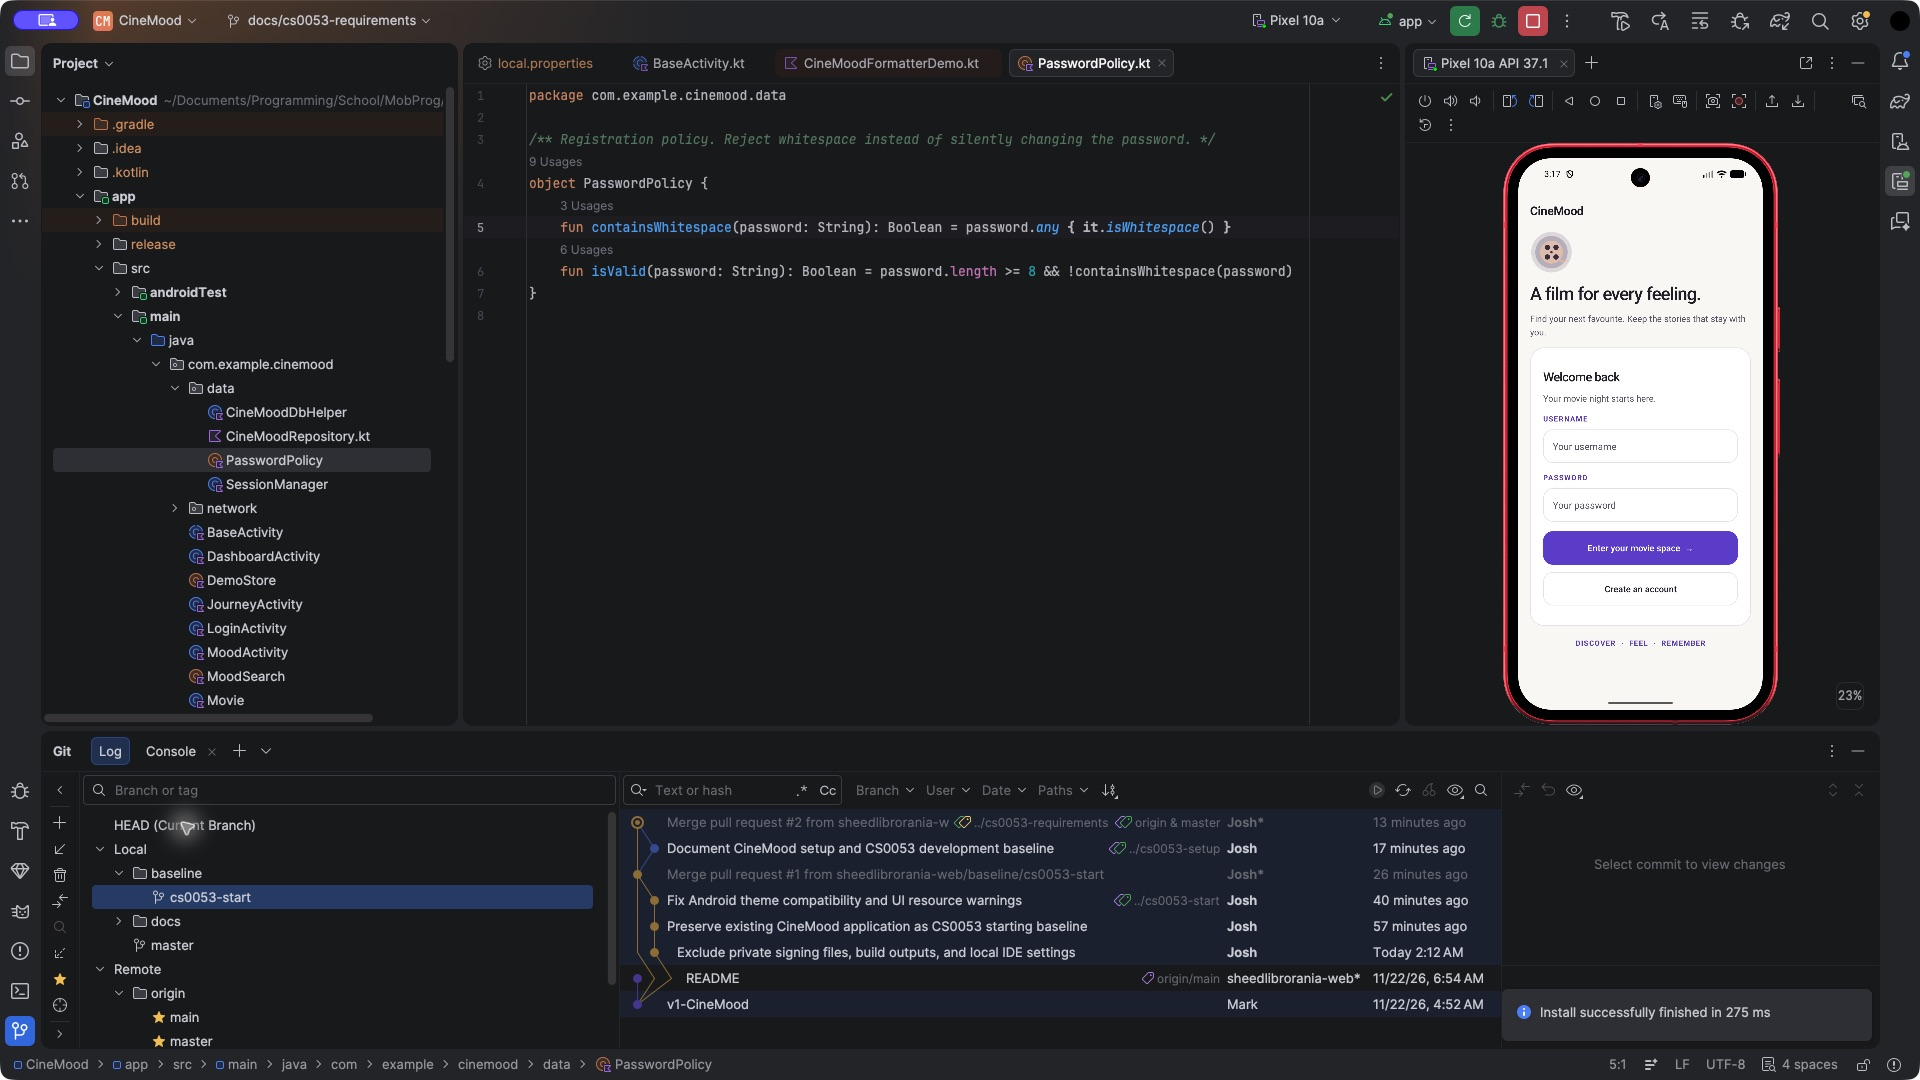 CM CineMood
docs/cs0053-requirements
Pixel 10a
app
Project
CineMood ~/Documents/Programming/School/MobProg/
.gradle
.idea
.kotlin
app
build
release
src
androidTest
main
java
com.example.cinemood
data
CineMoodDbHelper
CineMoodRepository.kt
PasswordPolicy
SessionManager
network
BaseActivity
DashboardActivity
DemoStore
JourneyActivity
LoginActivity
MoodActivity
MoodSearch
Movie
local.properties
BaseActivity.kt
CineMoodFormatterDemo.kt
PasswordPolicy.kt
1 package com.example.cinemood.data
2
3 /** Registration policy. Reject whitespace instead of silently changing the password. */
9 Usages
4 object PasswordPolicy {
3 Usages
5 fun containsWhitespace(password: String): Boolean = password.any { it.isWhitespace() }
6 Usages
6 fun isValid(password: String): Boolean = password.length >= 8 && !containsWhitespace(password)
7 }
8
Pixel 10a API 37.1
3:17
CineMood
A film for every feeling.
Find your next favourite. Keep the stories that stay with
you.
Welcome back
Your movie night starts here.
USERNAME
Your username
PASSWORD
Your password
Enter your movie space →
Create an account
DISCOVER · FEEL · REMEMBER
23%
Git
Log
Console
Branch or tag
HEAD (Current Branch)
Local
baseline
cs0053-start
docs
master
Remote
origin
main
master
Text or hash
.*
Cc
Branch
User
Date
Paths
Merge pull request #2 from sheedlibrorania-w ../cs0053-requirements origin & master Josh* 13 minutes ago
Document CineMood setup and CS0053 development baseline ../cs0053-setup Josh 17 minutes ago
Merge pull request #1 from sheedlibrorania-web/baseline/cs0053-start Josh* 26 minutes ago
Fix Android theme compatibility and UI resource warnings ../cs0053-start Josh 40 minutes ago
Preserve existing CineMood application as CS0053 starting baseline Josh 57 minutes ago
Exclude private signing files, build outputs, and local IDE settings Josh Today 2:12 AM
README origin/main sheedlibrorania-web* 11/22/26, 6:54 AM
v1-CineMood Mark 11/22/26, 4:52 AM
Select commit to view changes
Install successfully finished in 275 ms
CineMood > app > src > main > java > com > example > cinemood > data > PasswordPolicy
5:1
LF
UTF-8
4 spaces